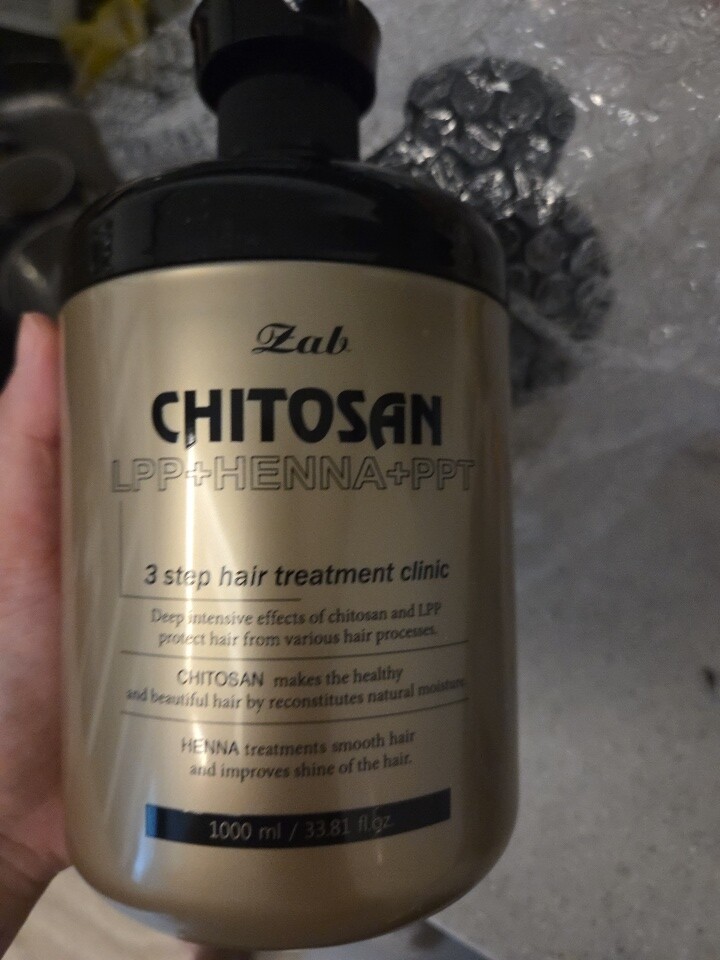 Zab
CHITOSAN
LPP+HENNA+PPT
3 step hair treatment clinic
Deep intensive effects of chitosan and LPP
protect hair from various hair processes.
CHITOSAN makes the healthy
and beautiful hair by reconstitutes natural moisture.
HENNA treatments smooth hair
and improves shine of the hair.
1000 ml / 33.81 fl.oz.